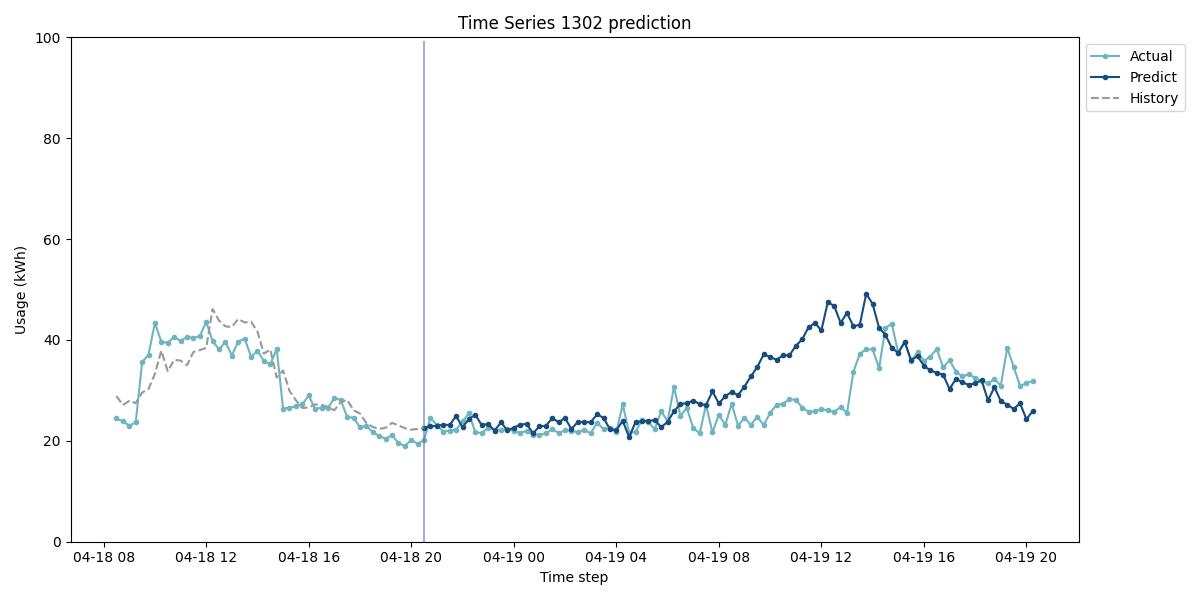 Time Series 1302 prediction
100
80
60
40
20
0
Usage (kWh)
04-18 08 04-18 12 04-18 16 04-18 20 04-19 00 04-19 04 04-19 08 04-19 12 04-19 16 04-19 20
Time step
Actual
Predict
History